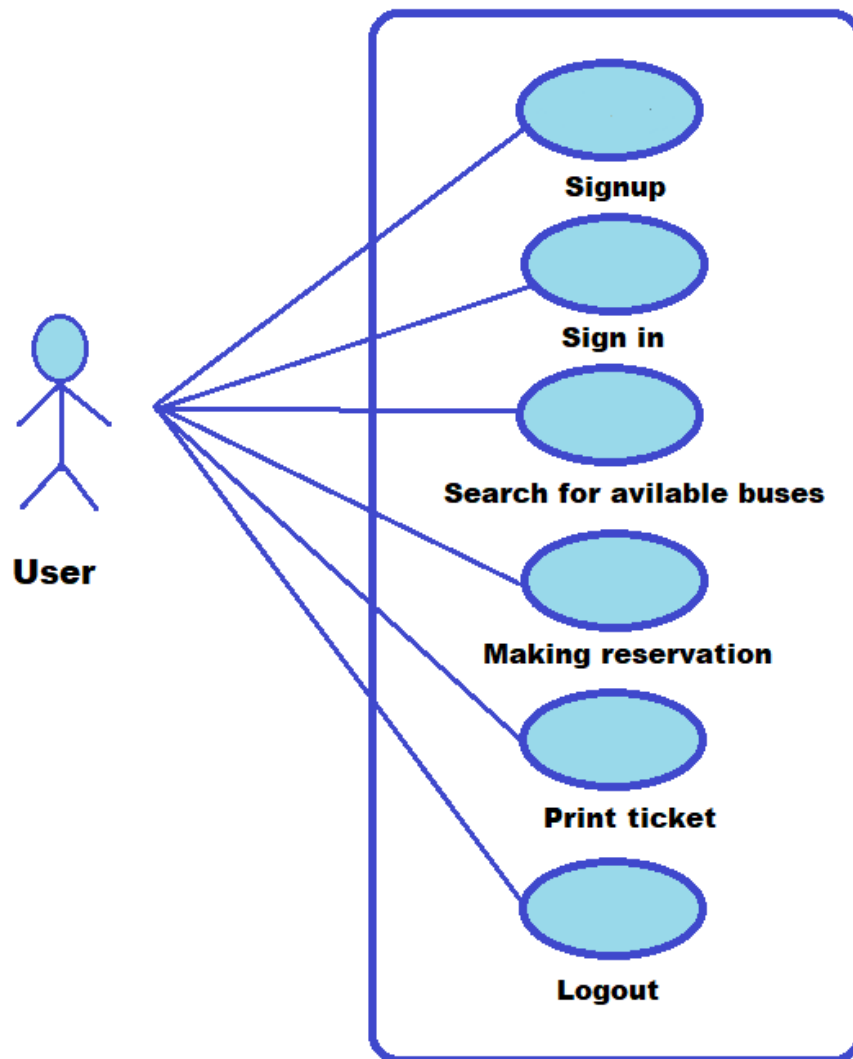 Signup
Sign in
Search for avilable buses
User
Making reservation
Print ticket
Logout